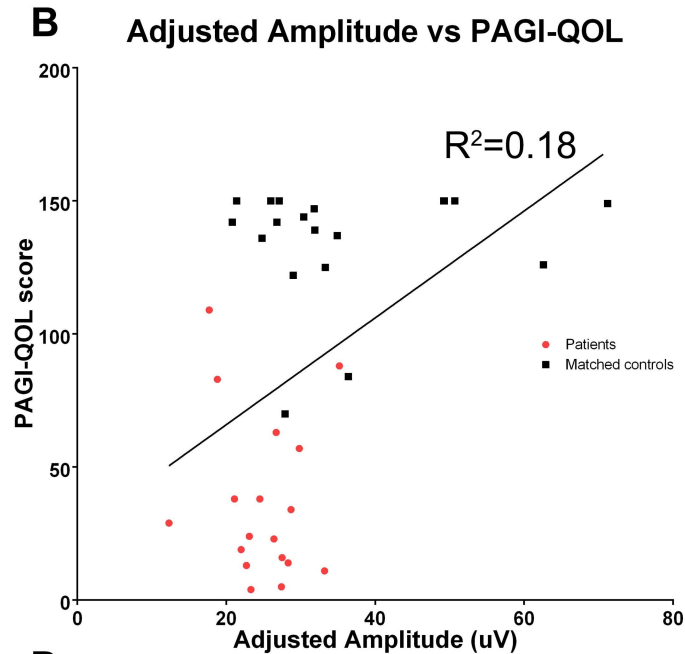 B
Adjusted Amplitude vs PAGI-QOL
200
R²=0.18
150
PAGI-QOL score
100
Patients
Matched controls
50
0
0 20 40 60 80
Adjusted Amplitude (uV)